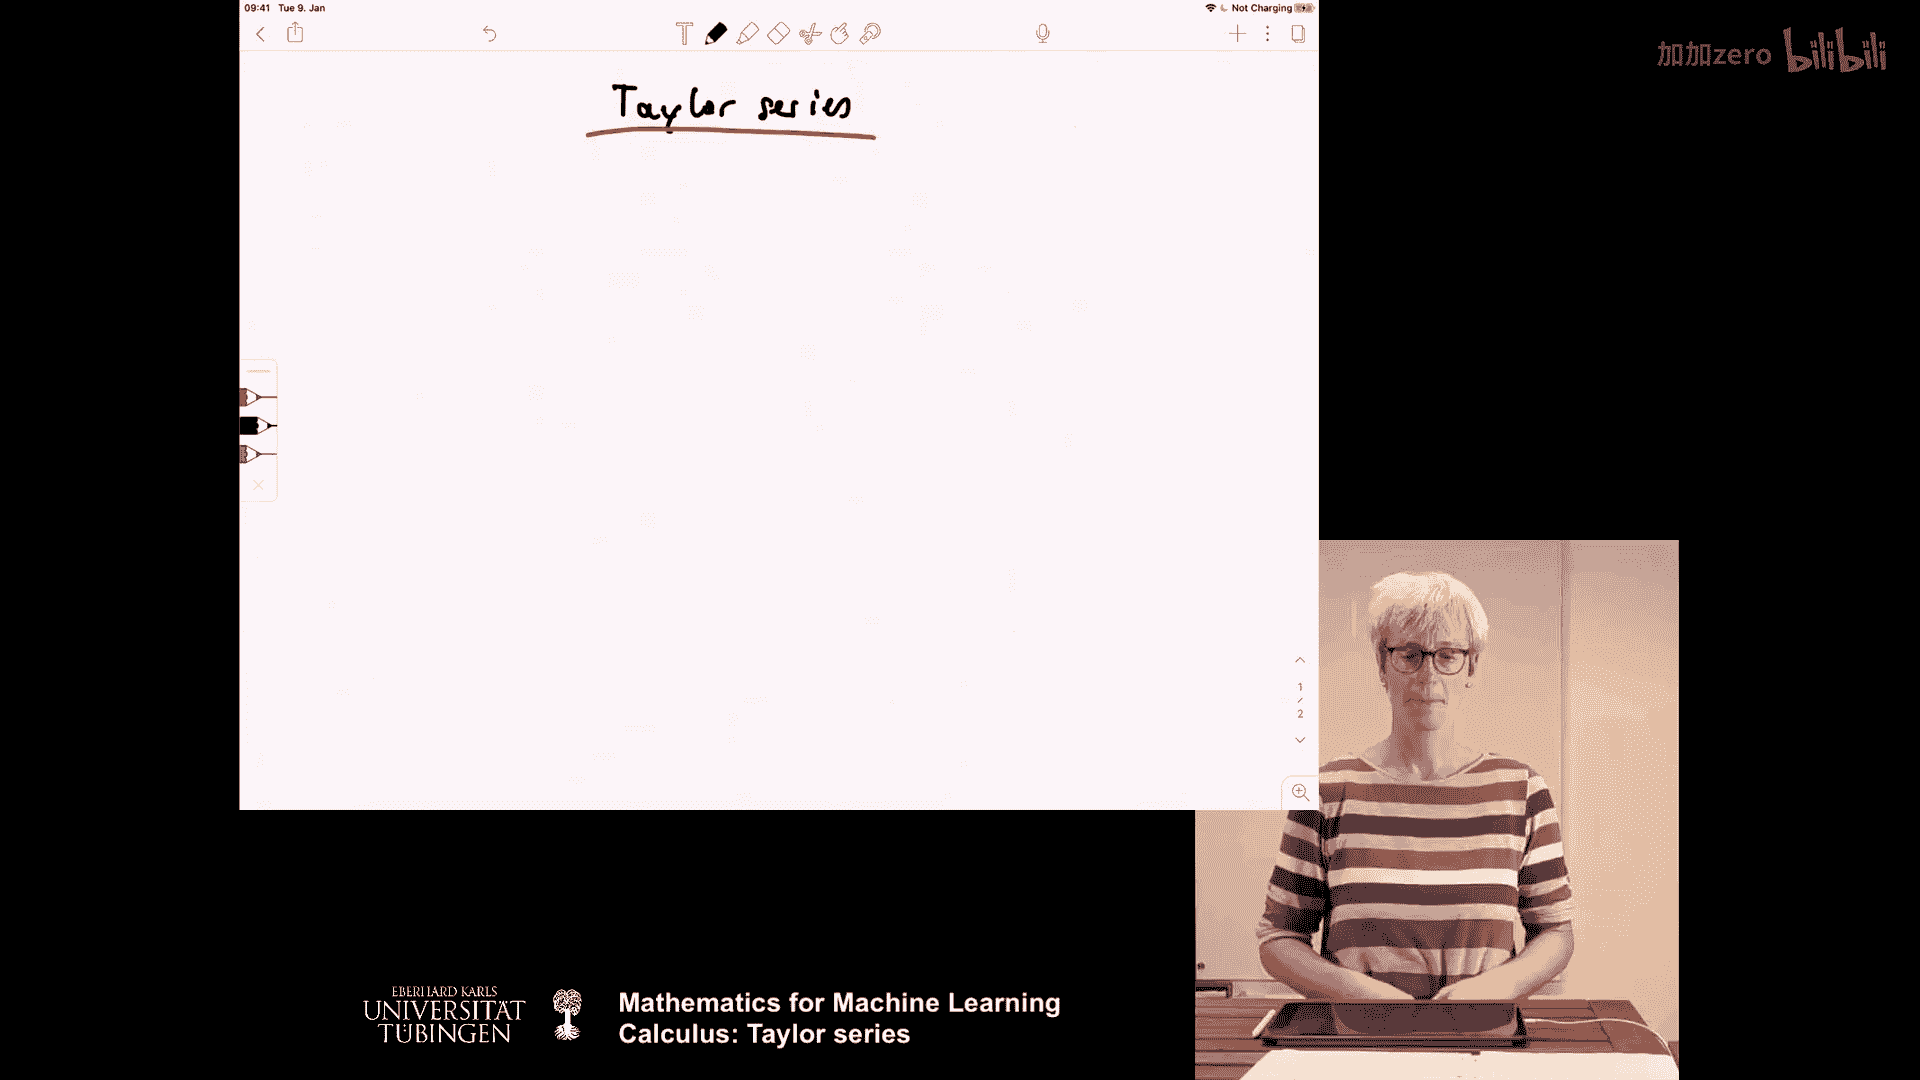 09:41 Tue 9. Jan
Not Charging
加加zero bilibili
T
Taylor series
1
/
2
EBERHARD KARLS
UNIVERSITÄT
TÜBINGEN
Mathematics for Machine Learning
Calculus: Taylor series